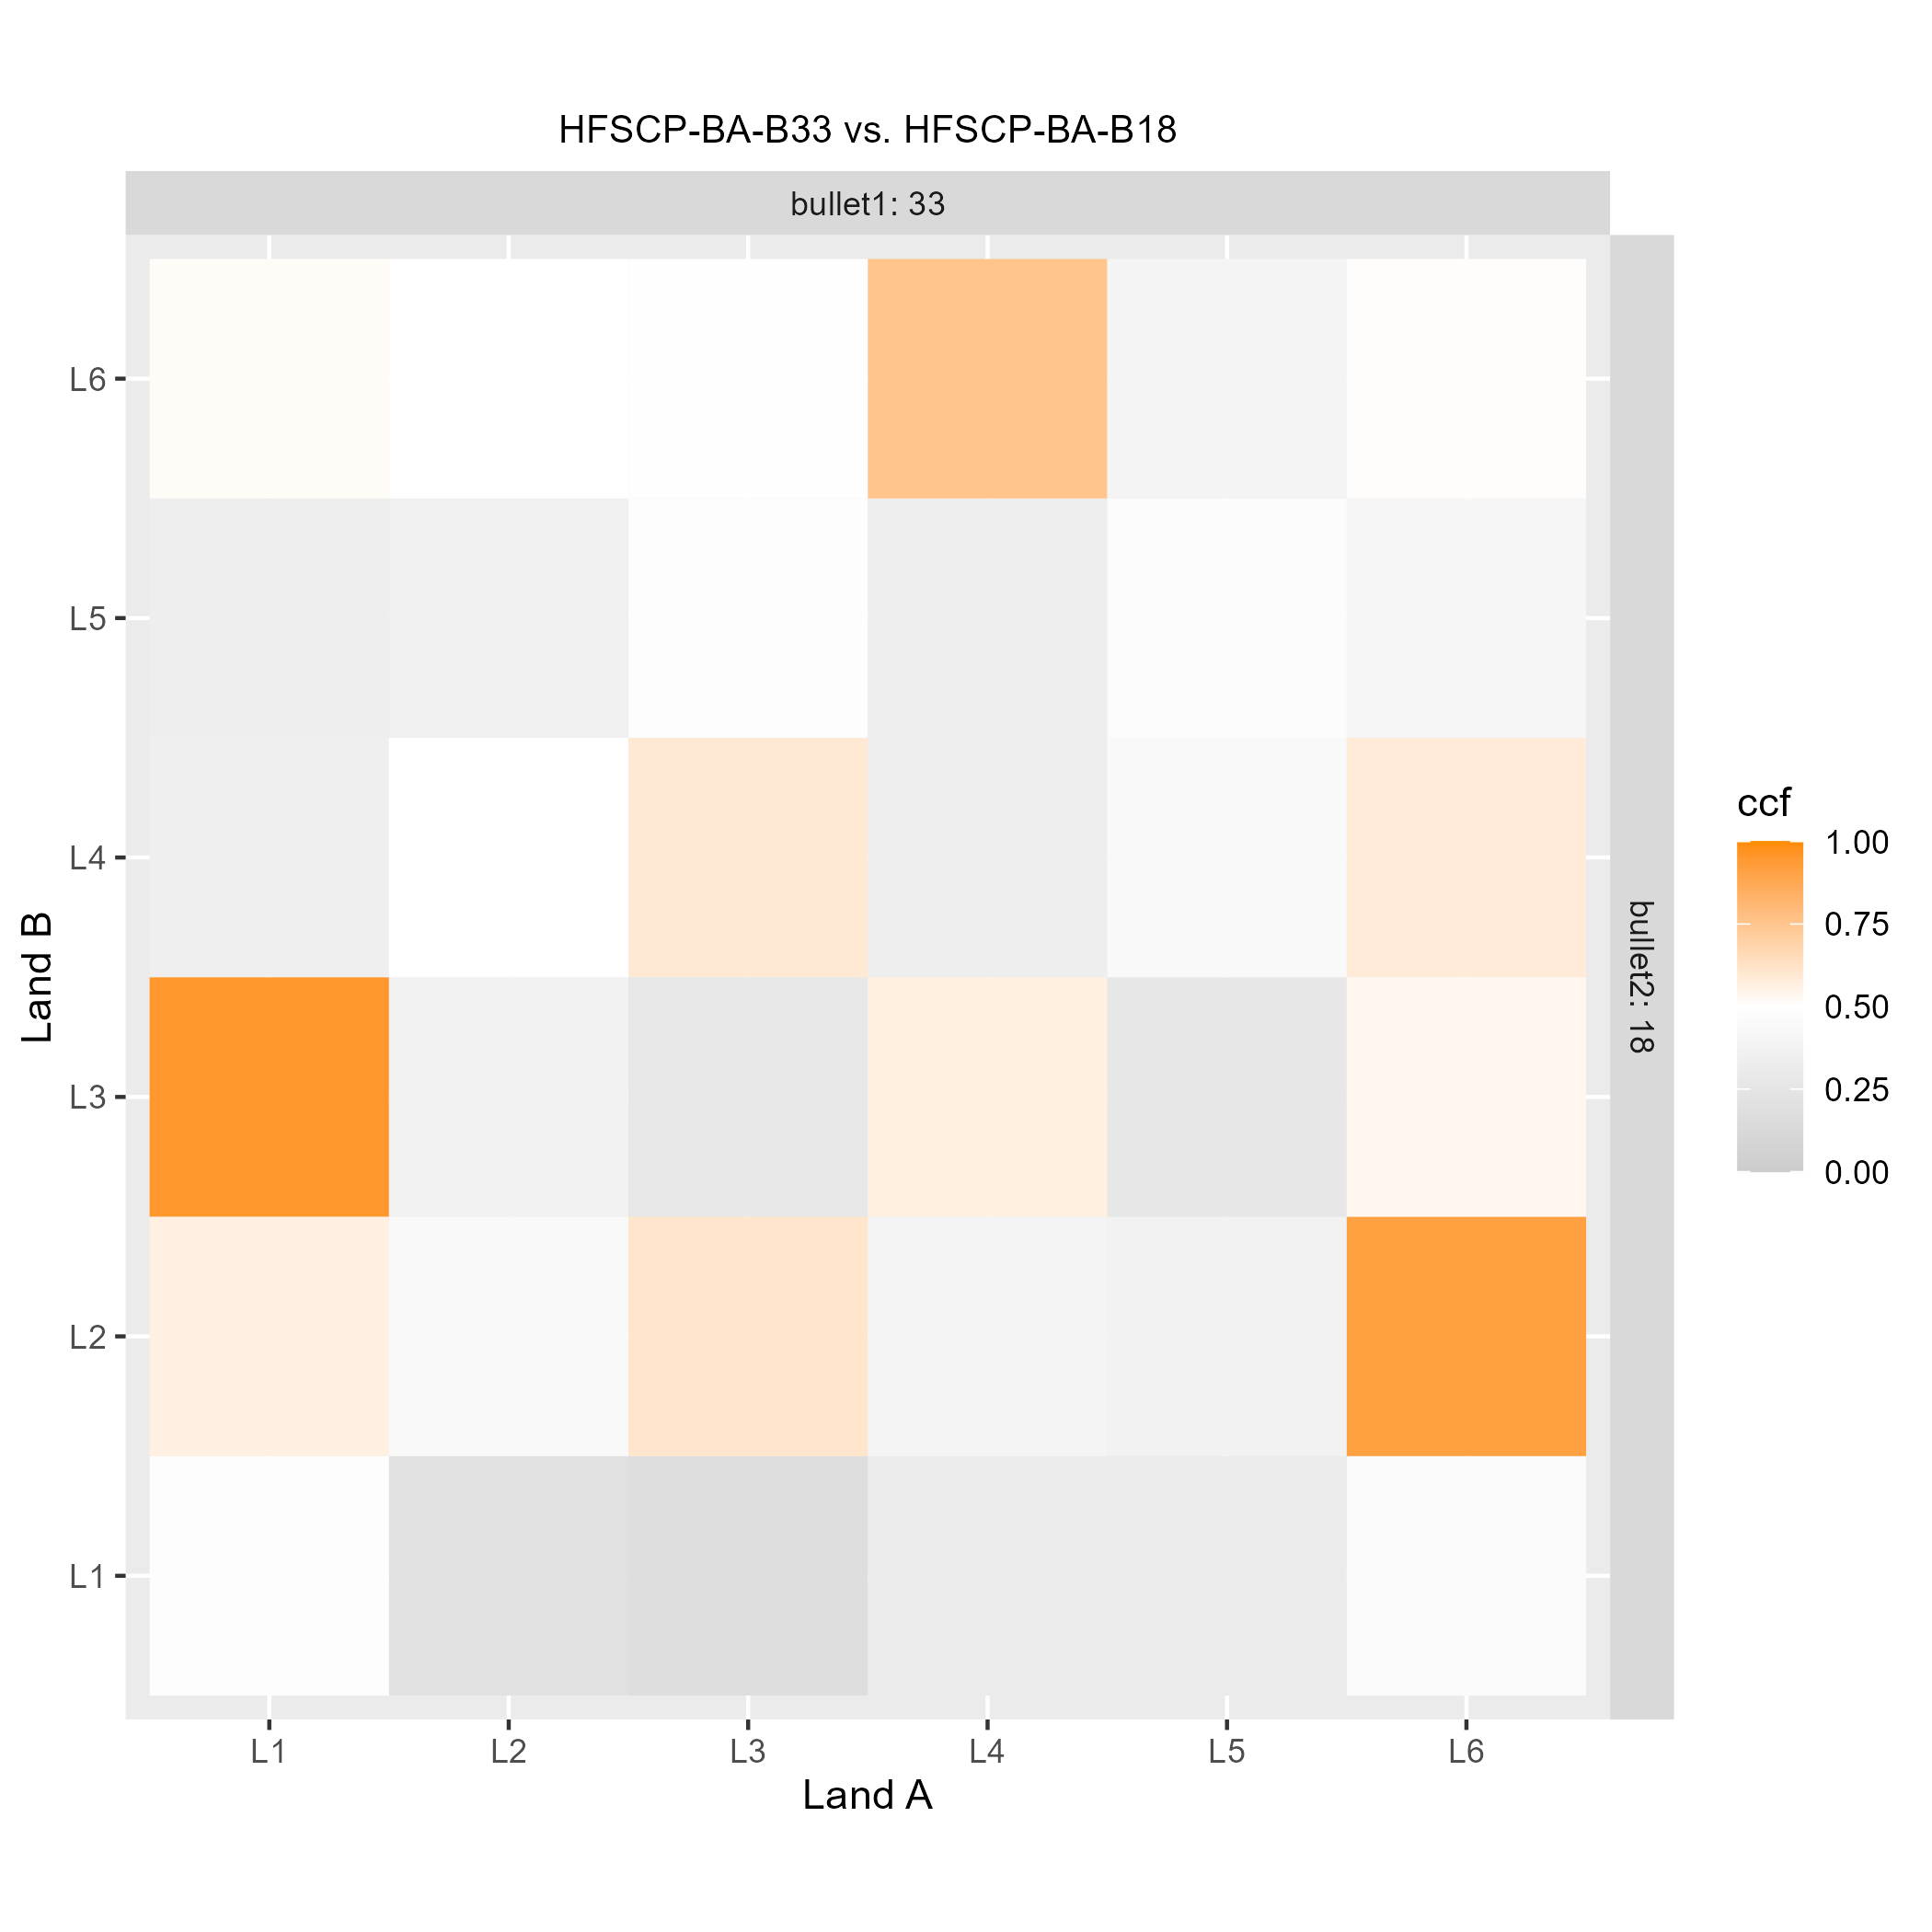 HFSCP-BA-B33 vs. HFSCP-BA-B18
bullet1: 33
L6
L5
L4
L3
L2
L1
Land B
bullet2: 18
L1 L2 L3 L4 L5 L6
Land A
ccf
1.00
0.75
0.50
0.25
0.00